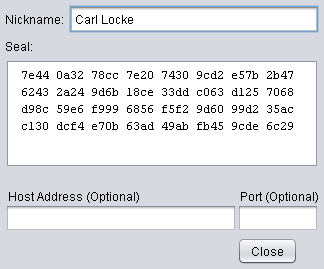 Nickname: Carl Locke
Seal:
7e44 0a32 78cc 7e20 7430 9cd2 e57b 2b47
6243 2a24 9d6b 18ce 33dd c063 d125 7068
d98c 59e6 f999 6856 f5f2 9d60 99d2 35ac
c130 dcf4 e70b 63ad 49ab fb45 9cde 6c29
Host Address (Optional) Port (Optional)
Close